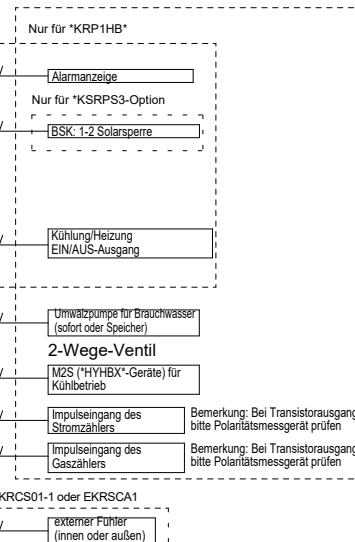 Nur für *KRP1HB*
Alarmanzeige
Nur für *KSRPS3-Option
BSK: 1-2 Solarsperre
Kühlung/Heizung
EIN/AUS-Ausgang
Umwälzpumpe für Brauchwasser
(sofort oder Speicher)
2-Wege-Ventil
M2S (*HYHBX*-Geräte) für
Kühlbetrieb
Impulseingang des
Stromzählers
Bemerkung: Bei Transistorausgang
bitte Polaritätsmessgerät prüfen
Impulseingang des
Gaszählers
Bemerkung: Bei Transistorausgang
bitte Polaritätsmessgerät prüfen
KRCS01-1 oder EKRSCA1
externer Fühler
(innen oder außen)